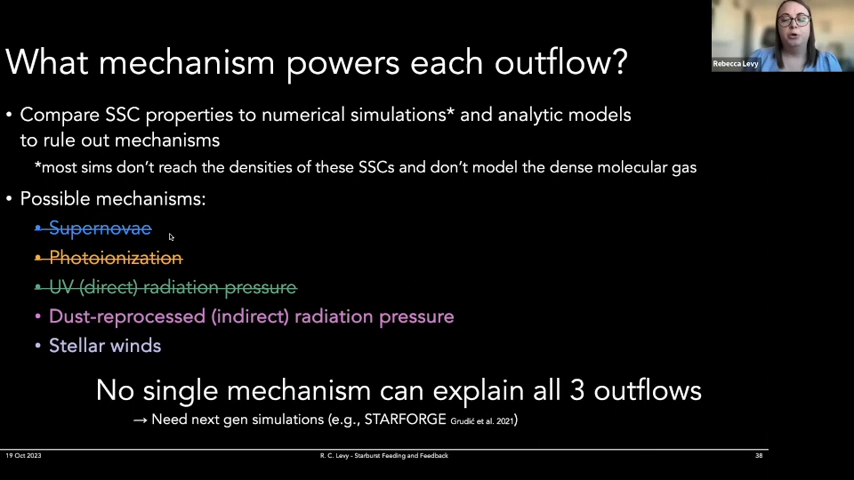 What mechanism powers each outflow?
Rebecca Levy
• Compare SSC properties to numerical simulations* and analytic models
to rule out mechanisms
*most sims don't reach the densities of these SSCs and don't model the dense molecular gas
• Possible mechanisms:
• Supernovae
• Photoionization
• UV (direct) radiation pressure
• Dust-reprocessed (indirect) radiation pressure
• Stellar winds
No single mechanism can explain all 3 outflows
→ Need next gen simulations (e.g., STARFORGE Grudić et al. 2021)
19 Oct 2023
R. C. Levy - Starburst Feeding and Feedback
38